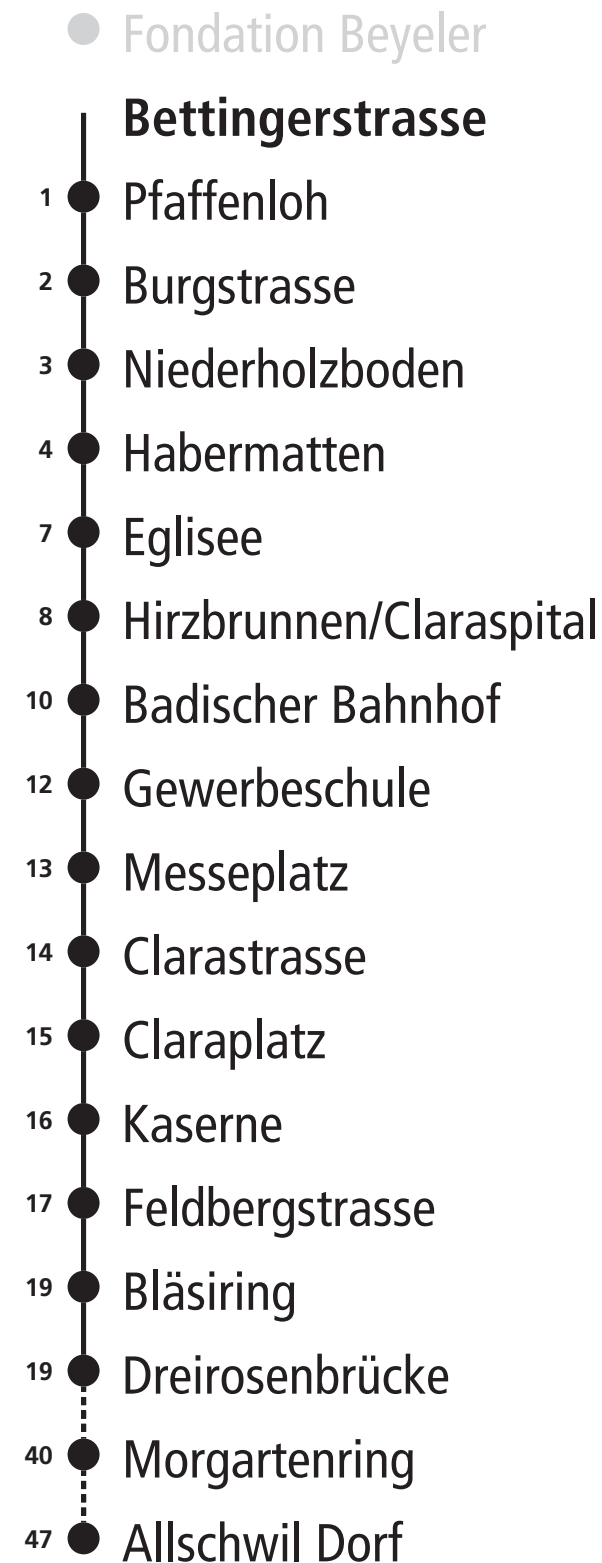 Fondation Beyeler
Bettingerstrasse
1 Pfaffenloh
2 Burgstrasse
3 Niederholzboden
4 Habermatten
7 Eglisee
8 Hirzbrunnen/Claraspital
10 Badischer Bahnhof
12 Gewerbeschule
13 Messeplatz
14 Clarastrasse
15 Claraplatz
16 Kaserne
17 Feldbergstrasse
19 Bläsiring
19 Dreirosenbrücke
40 Morgartenring
47 Allschwil Dorf